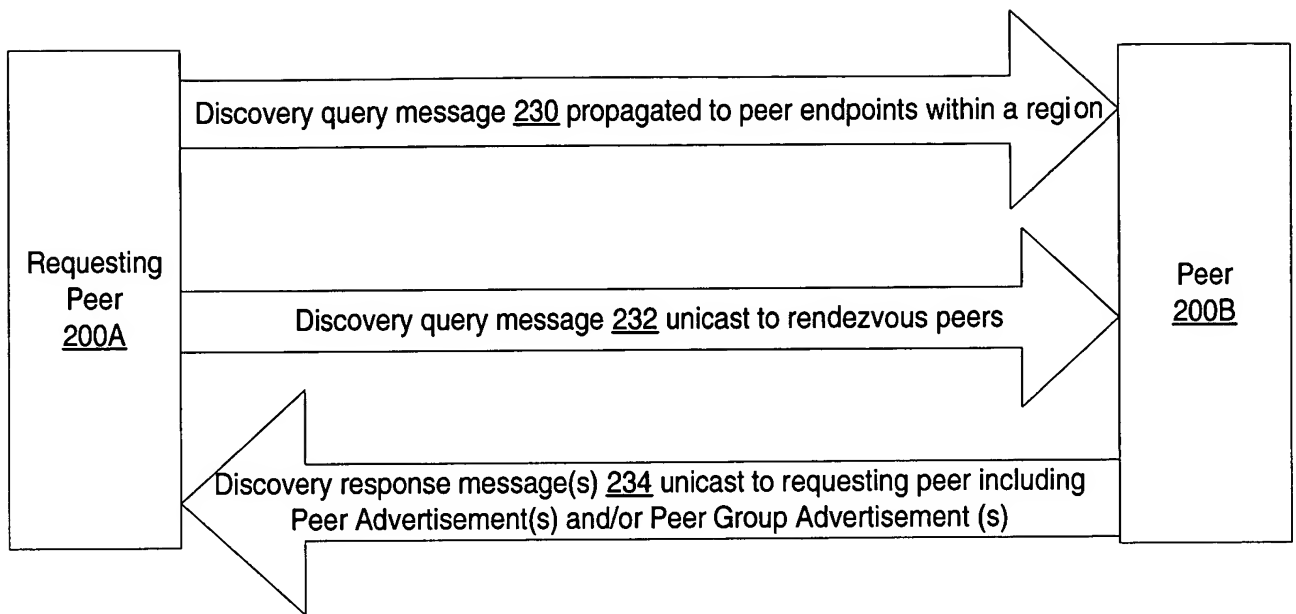 Discovery query message 230 propagated to peer endpoints within a region
Requesting
Peer
200A
Peer
200B
Discovery query message 232 unicast to rendezvous peers
Discovery response message(s) 234 unicast to requesting peer including
Peer Advertisement(s) and/or Peer Group Advertisement (s)